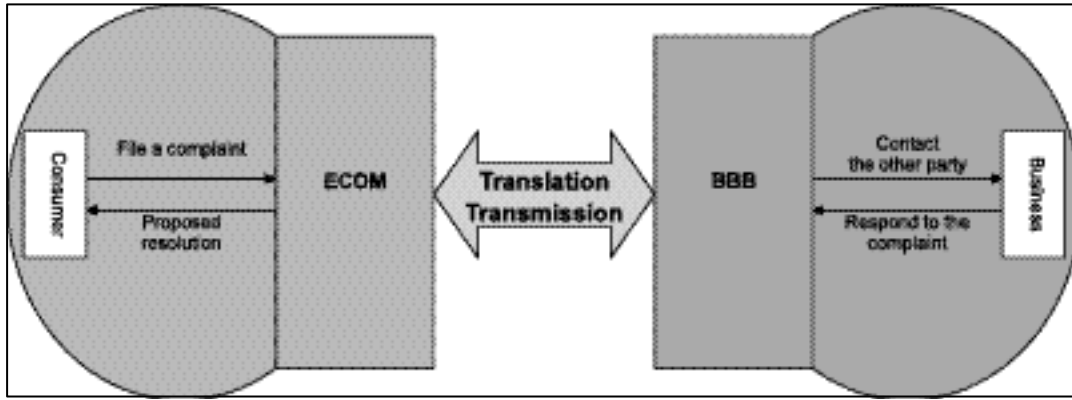 Consumer
File a complaint
Proposed
resolution
ECOM
Translation
Transmission
BBB
Contact
the other party
Respond to the
complaint
Business